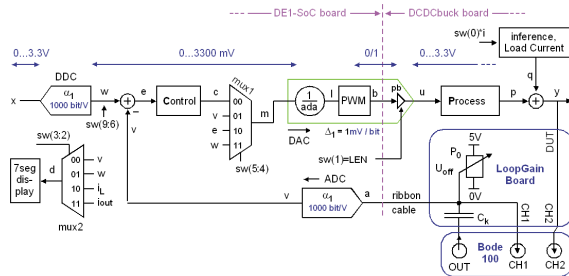 DE1-SoC board
DCDCbuck board
sw(0)*i
inference,
Load Current
0...3.3V
0...3300 mV
0/1
0...3.3V
DDC
α1
1000 bit/V
x
w
sw(9:6)
+
−
e
Control
c
mux1
00
01
10
11
v
e
w
m
sw(5:4)
1
ada
DAC
l
PWM
b
pb
Δ1 = 1mV / bit
sw(1)=LEN
u
Process
p
q
+
y
v
sw(3:2)
7seg
dis-
play
d
00
01
10
11
v
w
iL
iout
mux2
v
ADC
α1
1000 bit/V
a
ribbon
cable
5V
P0
Uoff
0V
LoopGain
Board
DUT
Ck
CH1
CH2
Bode
100
OUT
CH1
CH2